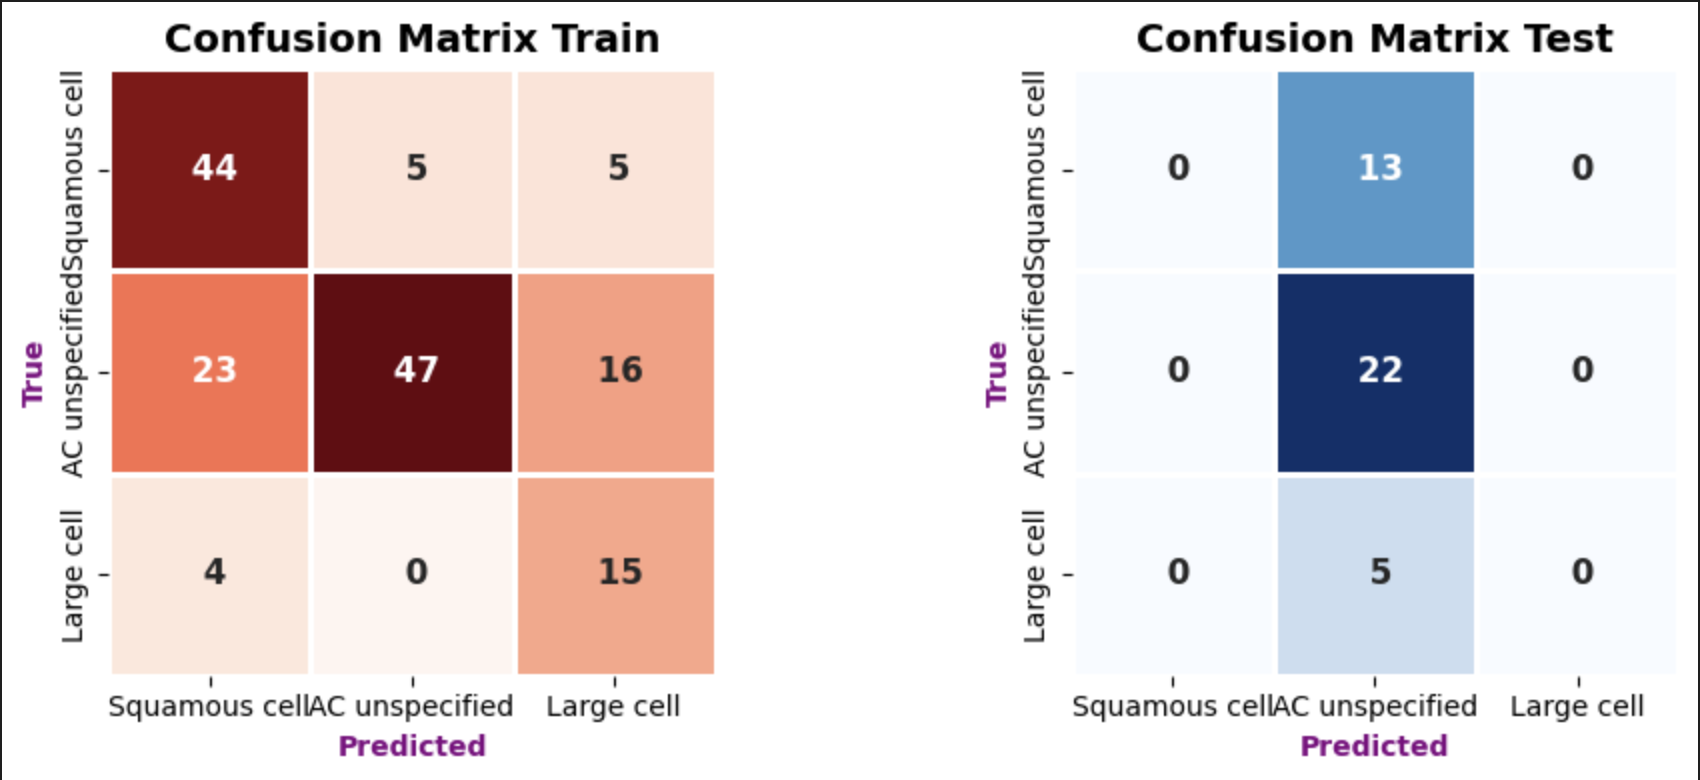 Confusion Matrix Train
True
Squamous cell
AC unspecified
Large cell
44 5 5
23 47 16
4 0 15
Squamous cell AC unspecified Large cell
Predicted
Confusion Matrix Test
True
Squamous cell
AC unspecified
Large cell
0 13 0
0 22 0
0 5 0
Squamous cell AC unspecified Large cell
Predicted